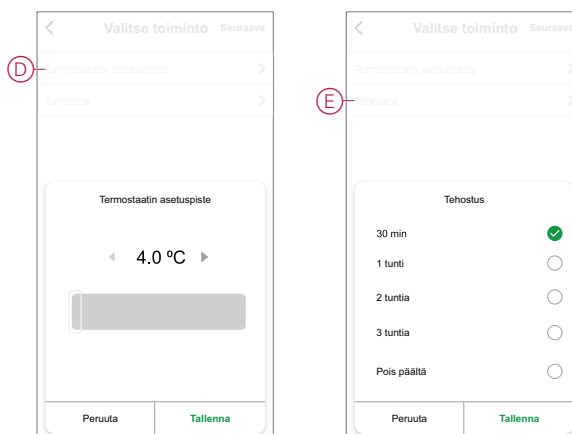 Valitse toiminto Seuraava
D
Termostaatin asetuspiste
Tehostus
Termostaatin asetuspiste
4.0 ºC
Peruuta Tallenna
Valitse toiminto Seuraava
Termostaatin asetuspiste
E
Tehostus
Tehostus
30 min
1 tunti
2 tuntia
3 tuntia
Pois päältä
Peruuta Tallenna